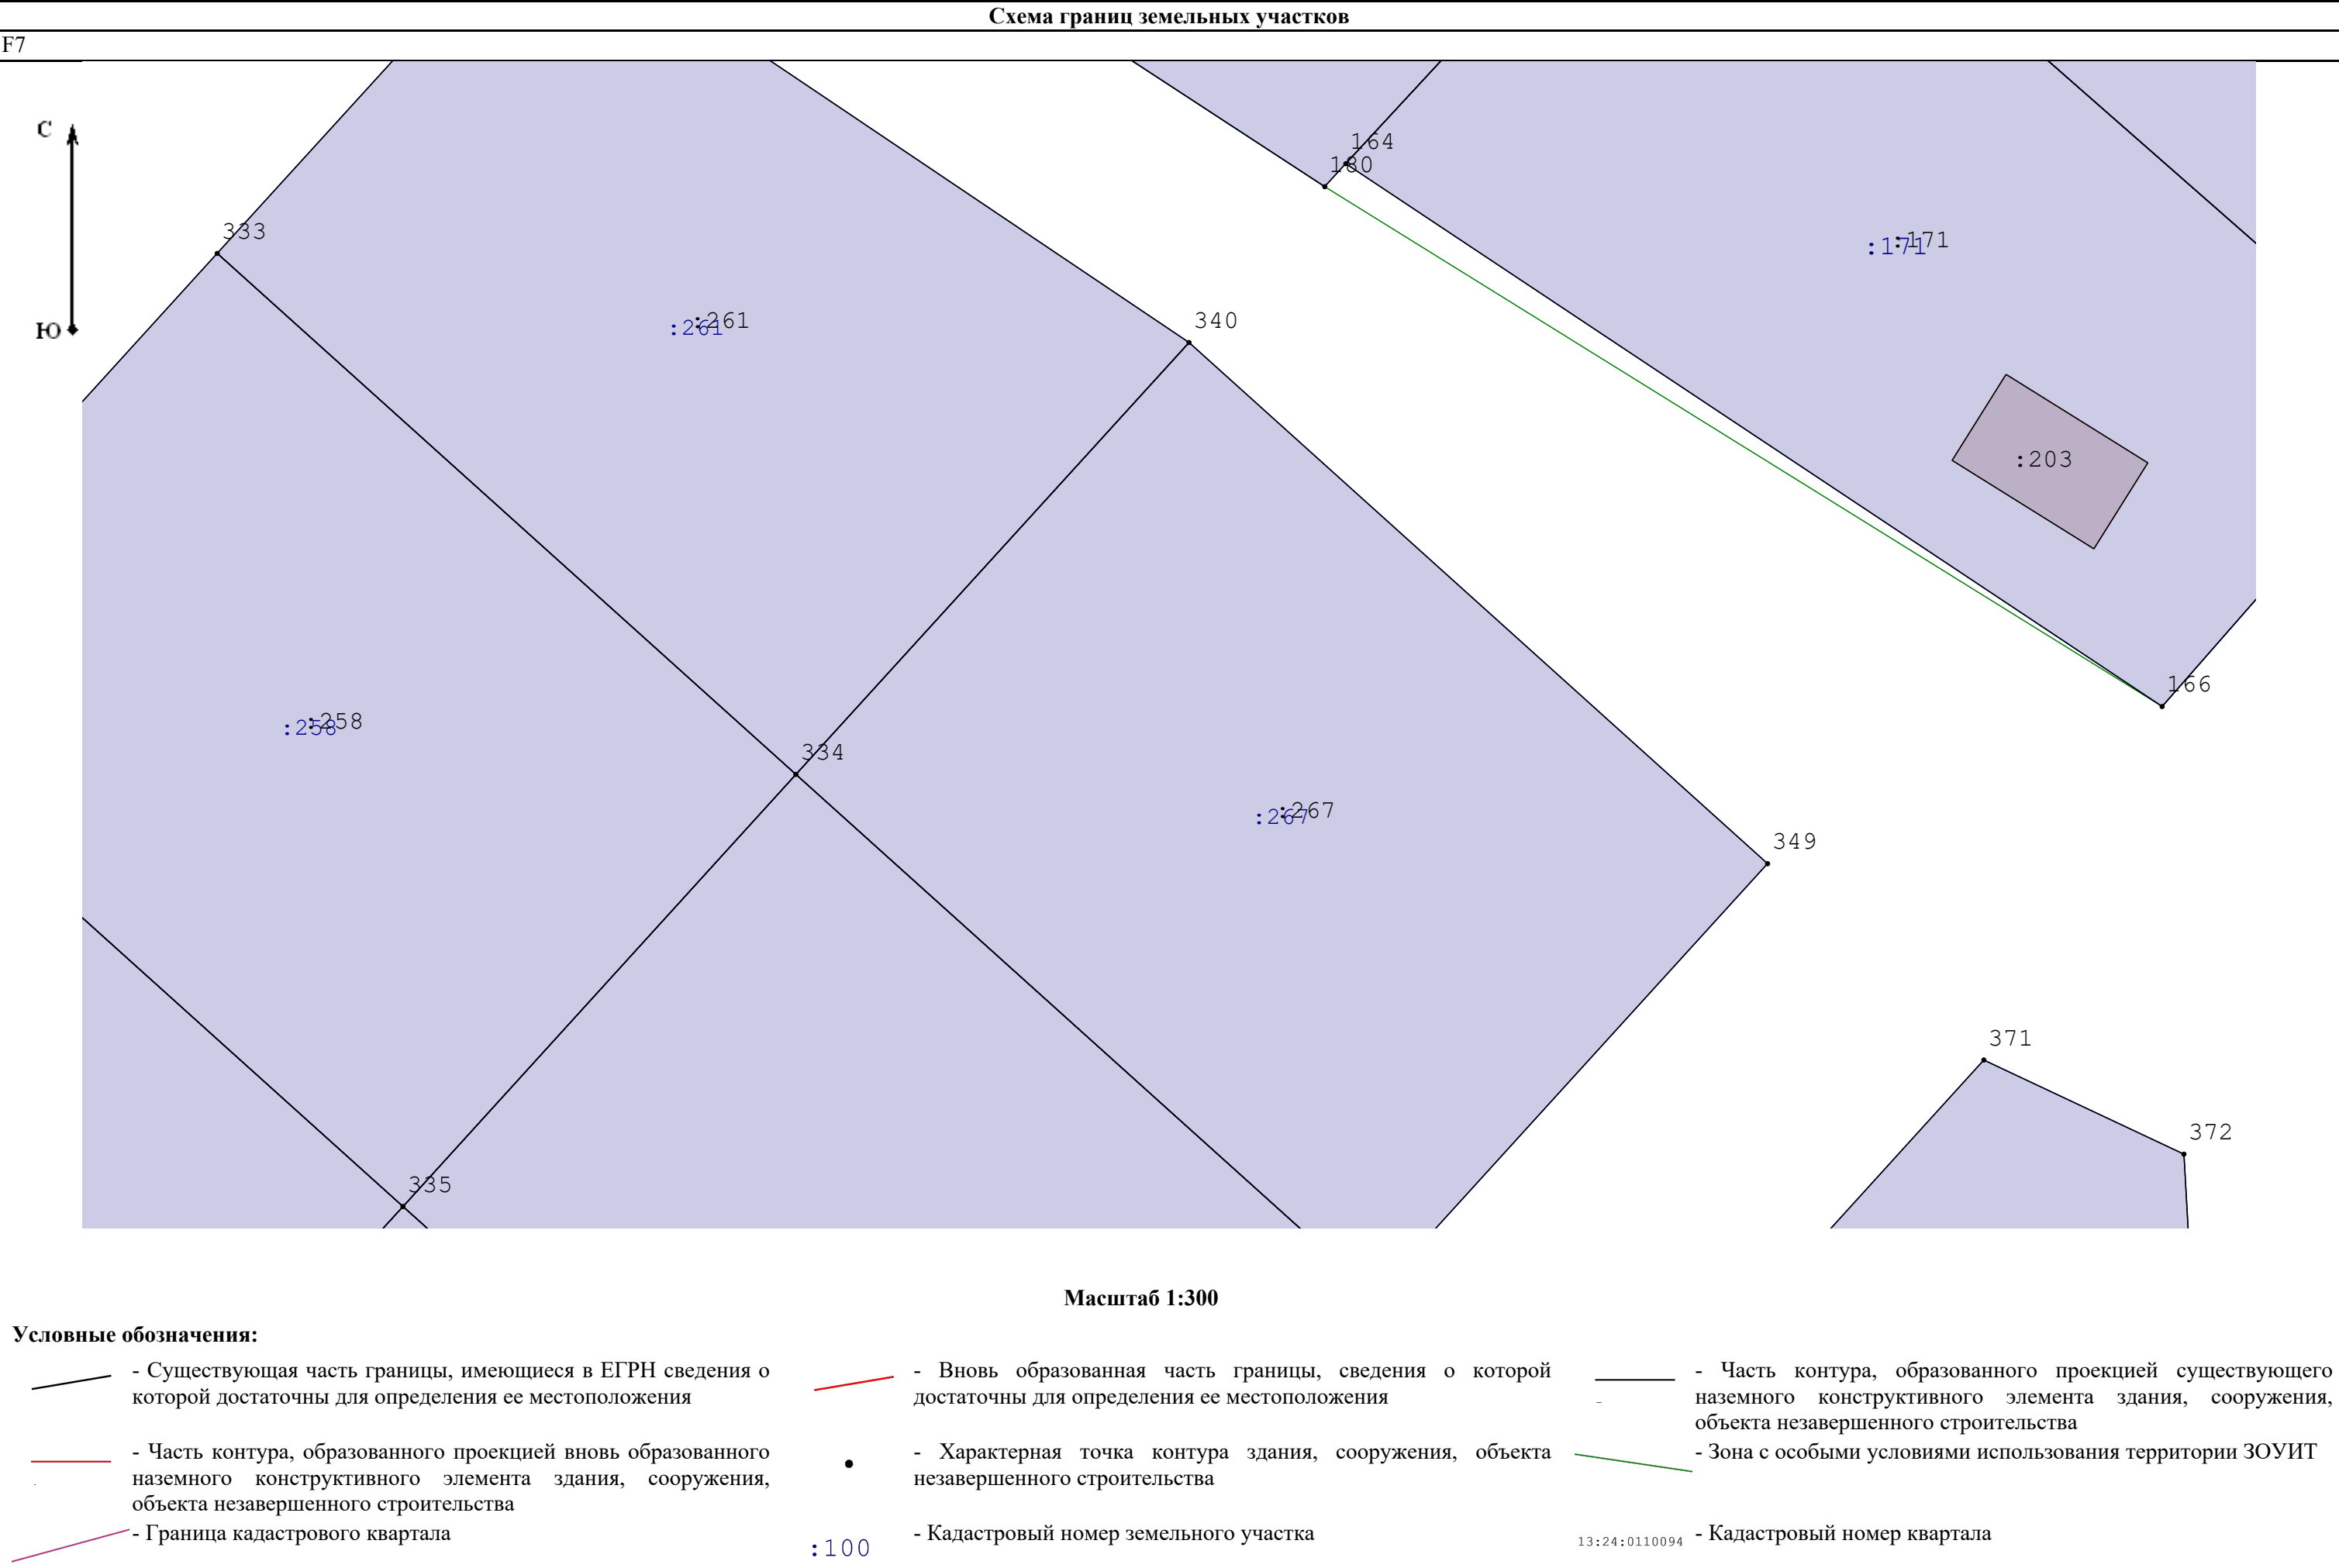 Схема границ земельных участков
F7
С
Ю
164
180
333
:171
:171
:261
:261
340
:203
166
:258
:258
334
:267
:267
349
371
372
335
Масштаб 1:300
Условные обозначения:
- Существующая часть границы, имеющиеся в ЕГРН сведения о
которой достаточны для определения ее местоположения
- Вновь образованная часть границы, сведения о которой
достаточны для определения ее местоположения
- Часть контура, образованного проекцией существующего
наземного конструктивного элемента здания, сооружения,
объекта незавершенного строительства
- Часть контура, образованного проекцией вновь образованного
наземного конструктивного элемента здания, сооружения,
объекта незавершенного строительства
- Характерная точка контура здания, сооружения, объекта
незавершенного строительства
- Зона с особыми условиями использования территории ЗОУИТ
- Граница кадастрового квартала
:100
- Кадастровый номер земельного участка
13:24:0110094
- Кадастровый номер квартала